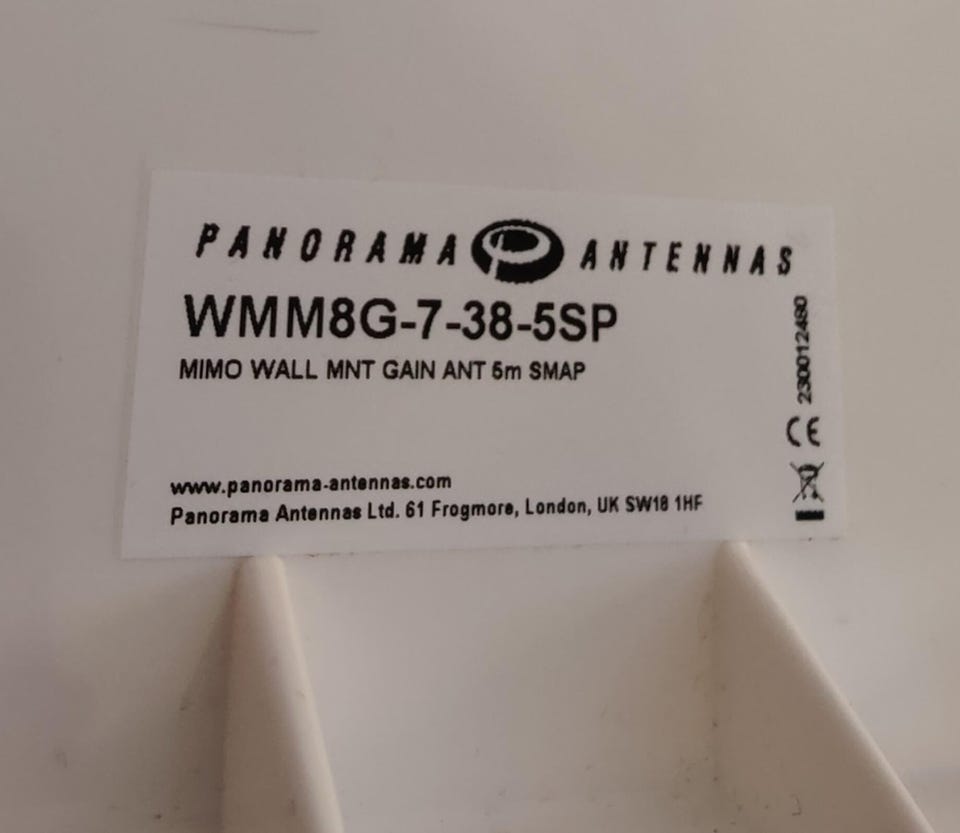 PANORAMA ANTENNAS
WMM8G-7-38-5SP
MIMO WALL MNT GAIN ANT 5m SMAP
230012480
CE
www.panorama-antennas.com
Panorama Antennas Ltd. 61 Frogmore, London, UK SW18 1HF